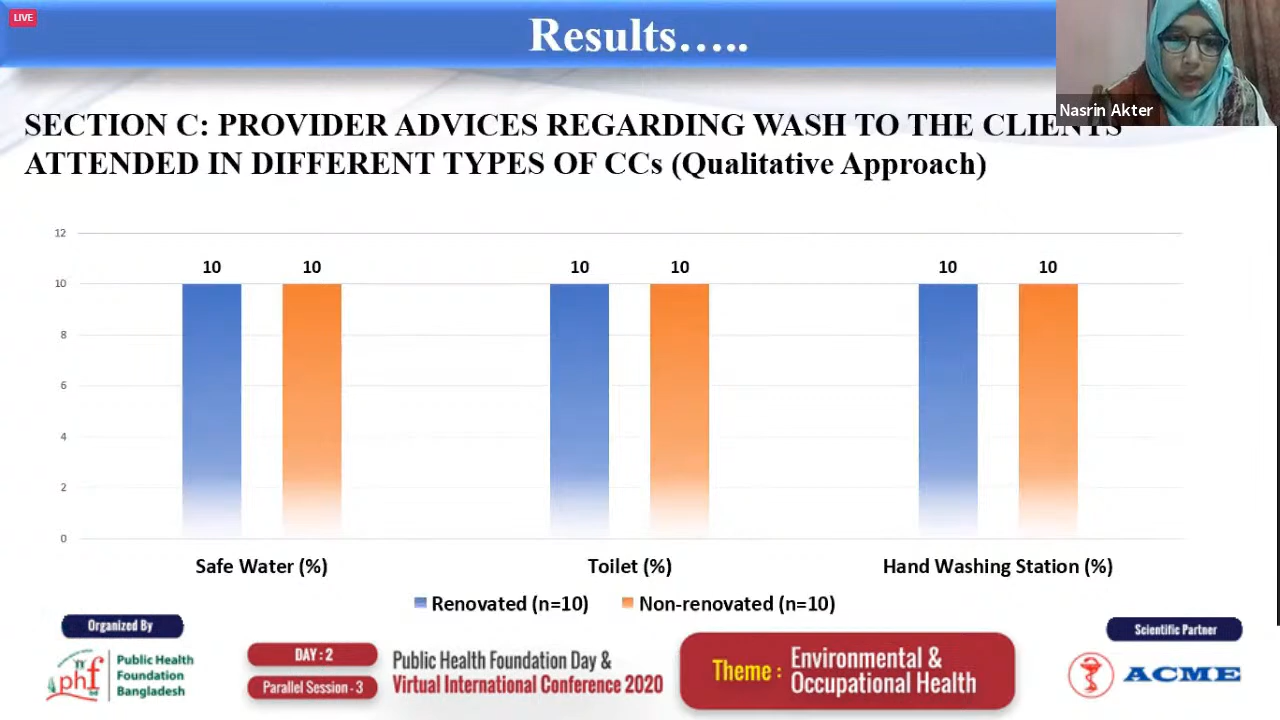 LIVE
Results…..
Nasrin Akter
SECTION C: PROVIDER ADVICES REGARDING WASH TO THE CLIENTS
ATTENDED IN DIFFERENT TYPES OF CCs (Qualitative Approach)
12
10
8
6
4
2
0
10 10 10 10 10 10
Safe Water (%) Toilet (%) Hand Washing Station (%)
Renovated (n=10) Non-renovated (n=10)
Organized By
phf
Public Health
Foundation
Bangladesh
DAY : 2
Parallel Session - 3
Public Health Foundation Day &
Virtual International Conference 2020
Theme :
Environmental &
Occupational Health
Scientific Partner
ACME